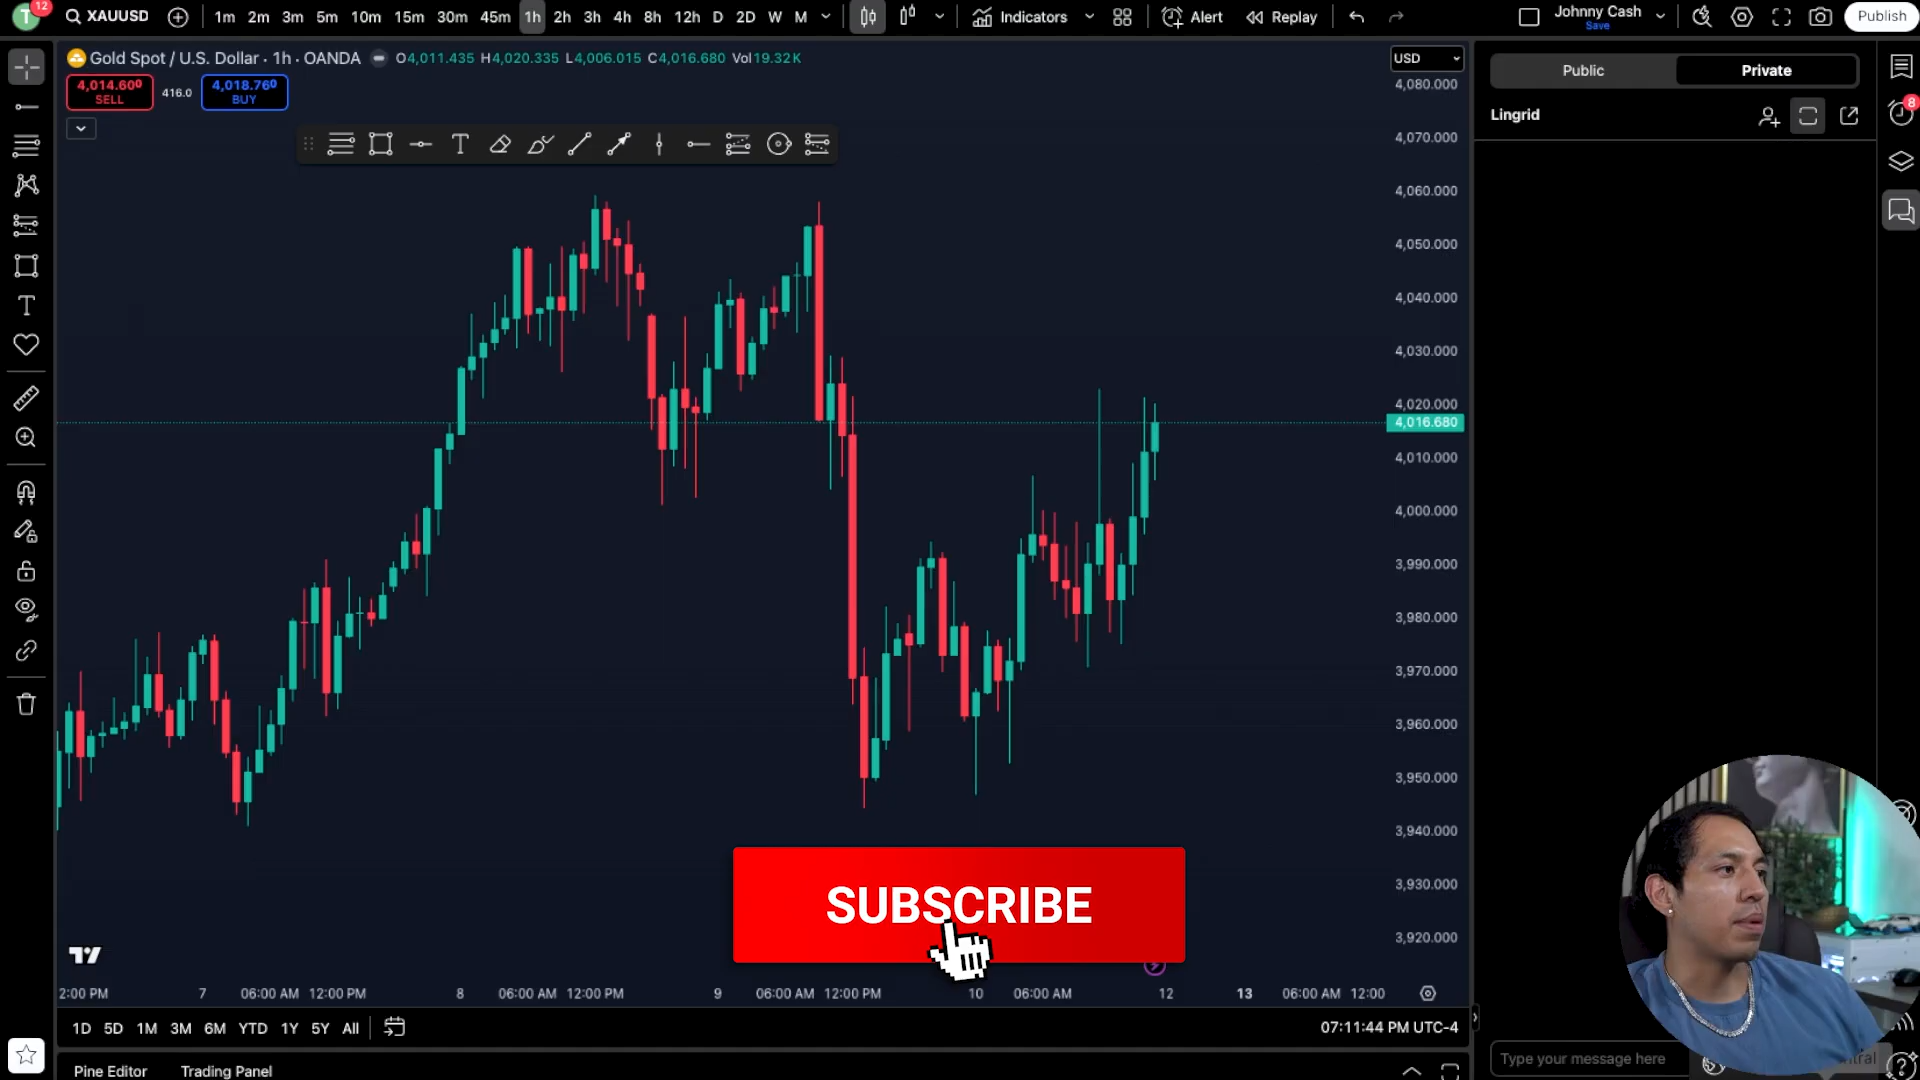 T 12 XAUUSD 1m 2m 3m 5m 10m 15m 30m 45m 1h 2h 3h 4h 8h 12h D 2D W M Indicators Alert Replay Johnny Cash Save Publish
Gold Spot / U.S. Dollar · 1h · OANDA O4,011.435 H4,020.335 L4,006.015 C4,016.680 Vol19.32K
USD
4,014.600 SELL
416.0
4,018.760 BUY
Public Private
Lingrid
8
4,080.000
4,070.000
4,060.000
4,050.000
4,040.000
4,030.000
4,020.000
4,016.680
4,010.000
4,000.000
3,990.000
3,980.000
3,970.000
3,960.000
3,950.000
3,940.000
3,930.000
3,920.000
SUBSCRIBE
2:00 PM 7 06:00 AM 12:00 PM 8 06:00 AM 12:00 PM 9 06:00 AM 12:00 PM 10 06:00 AM 12 13 06:00 AM 12:00
1D 5D 1M 3M 6M YTD 1Y 5Y All
07:11:44 PM UTC-4
Type your message here
Pine Editor Trading Panel